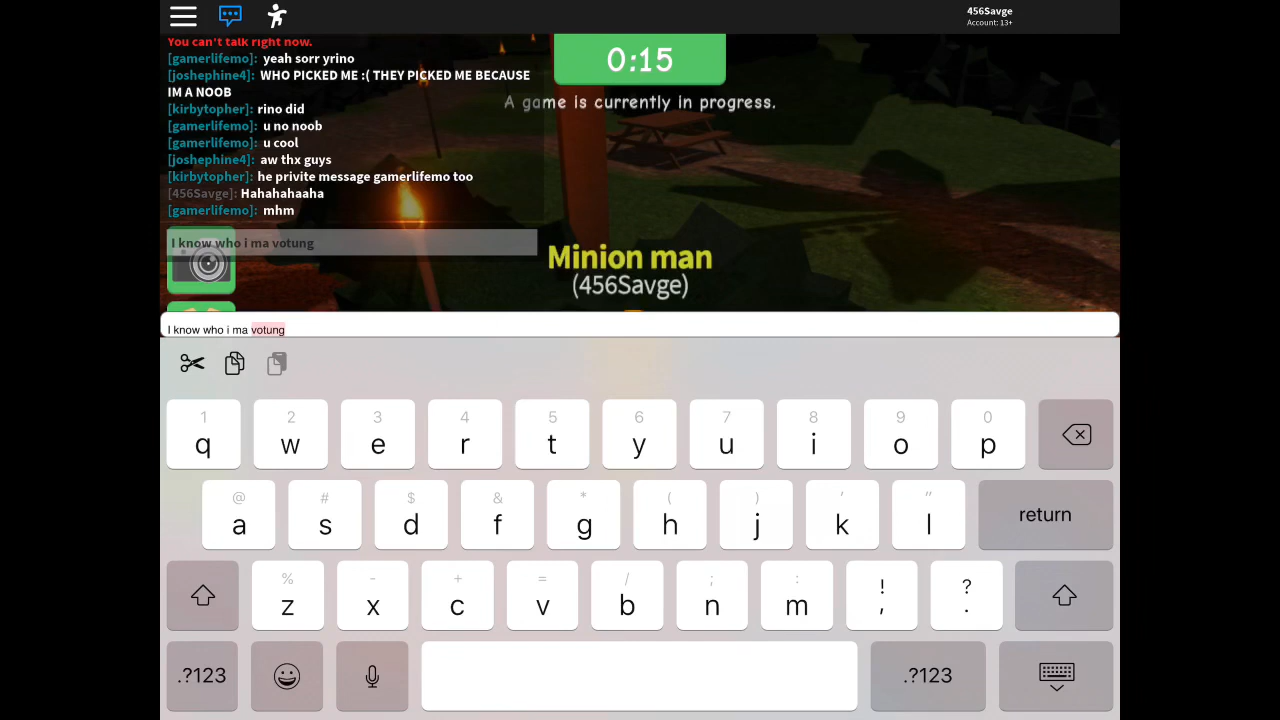 456Savge
Account: 13+
You can't talk right now.
[gamerlifemo]: yeah sorr yrino
[joshephine4]: WHO PICKED ME :( THEY PICKED ME BECAUSE
IM A NOOB
[kirbytopher]: rino did
[gamerlifemo]: u no noob
[gamerlifemo]: u cool
[joshephine4]: aw thx guys
[kirbytopher]: he privite message gamerlifemo too
[456Savge]: Hahahahaaha
[gamerlifemo]: mhm
I know who i ma votung
0:15
A game is currently in progress.
Minion man
(456Savge)
I know who i ma votung
1 2 3 4 5 6 7 8 9 0
q w e r t y u i o p
@ # $ & * ( ) ' "
a s d f g h j k l return
% - + = / ; : ! ?
z x c v b n m , .
.?123 .?123